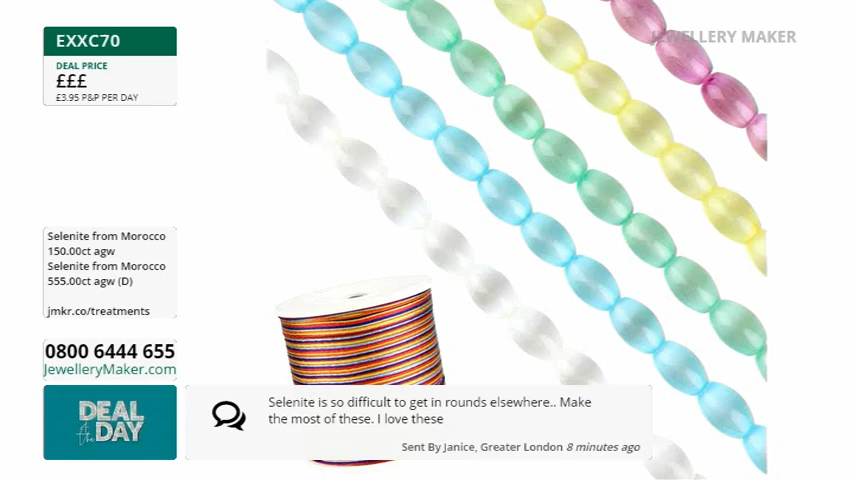 JEWELLERY MAKER
EXXC70
DEAL PRICE
£££
£3.95 P&P PER DAY
Selenite from Morocco
150.00ct agw
Selenite from Morocco
555.00ct agw (D)
jmkr.co/treatments
0800 6444 655
JewelleryMaker.com
DEAL
of the
DAY
Selenite is so difficult to get in rounds elsewhere.. Make
the most of these. I love these
Sent By Janice, Greater London 8 minutes ago